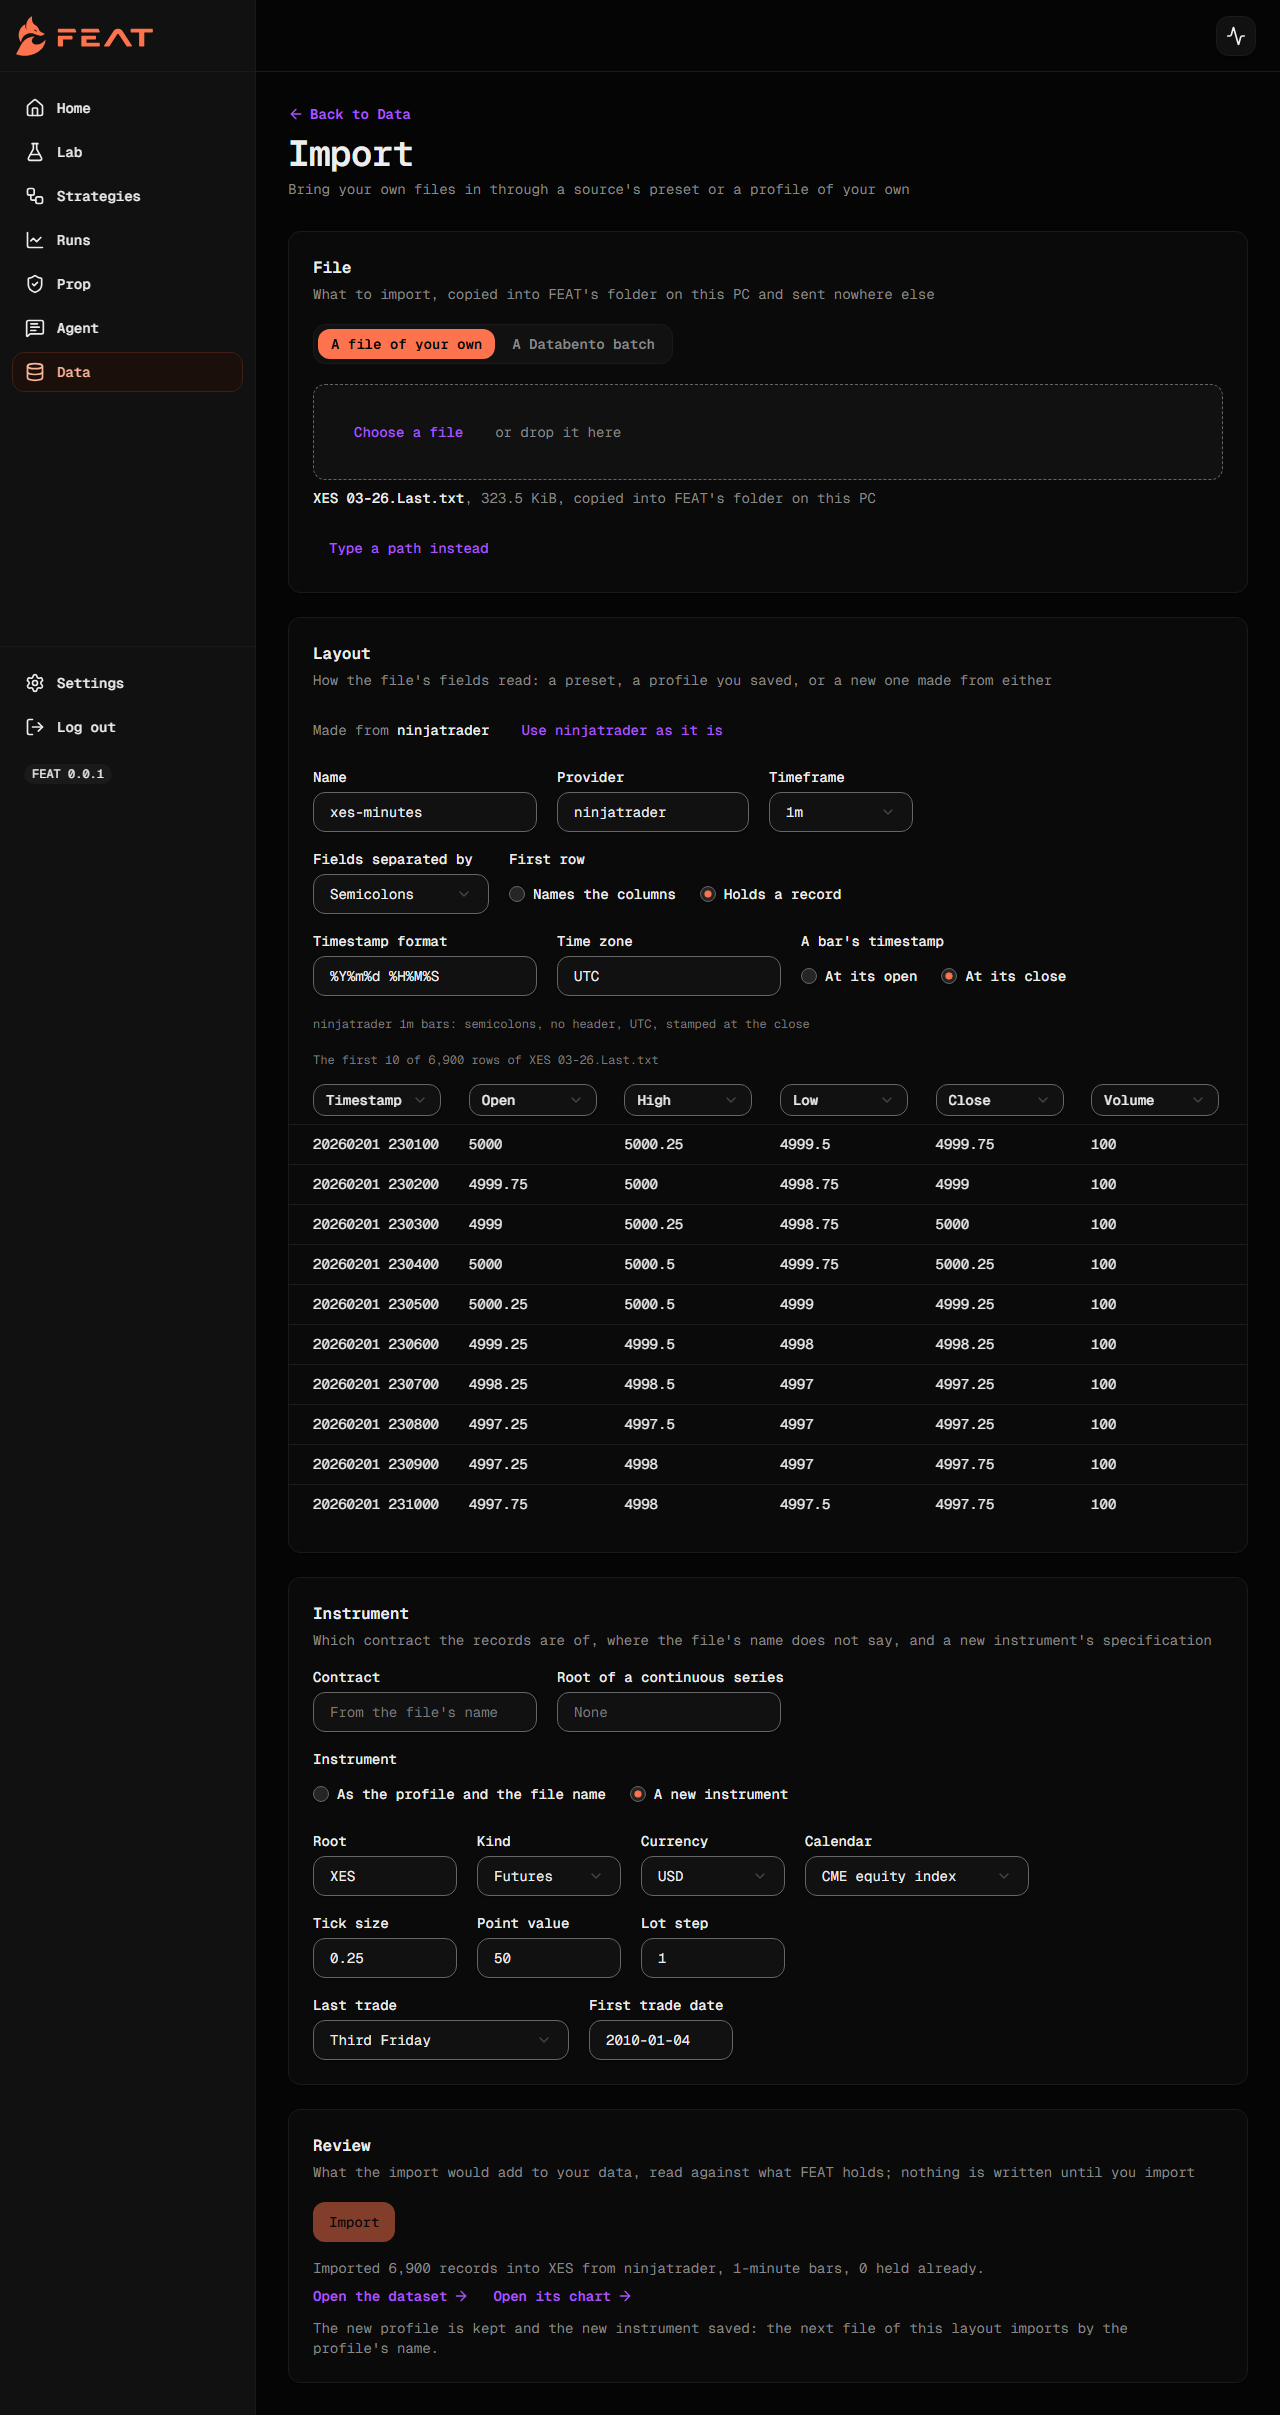 FEAT
Home
Lab
Strategies
Runs
Prop
Agent
Data
Settings
Log out
FEAT 0.0.1
← Back to Data
Import
Bring your own files in through a source's preset or a profile of your own
File
What to import, copied into FEAT's folder on this PC and sent nowhere else
A file of your own A Databento batch
Choose a file or drop it here
XES 03-26.Last.txt, 323.5 KiB, copied into FEAT's folder on this PC
Type a path instead
Layout
How the file's fields read: a preset, a profile you saved, or a new one made from either
Made from ninjatrader Use ninjatrader as it is
Name Provider Timeframe
xes-minutes ninjatrader 1m
Fields separated by First row
Semicolons Names the columns Holds a record
Timestamp format Time zone A bar's timestamp
%Y%m%d %H%M%S UTC At its open At its close
ninjatrader 1m bars: semicolons, no header, UTC, stamped at the close
The first 10 of 6,900 rows of XES 03-26.Last.txt
Timestamp Open High Low Close Volume
20260201 230100 5000 5000.25 4999.5 4999.75 100
20260201 230200 4999.75 5000 4998.75 4999 100
20260201 230300 4999 5000.25 4998.75 5000 100
20260201 230400 5000 5000.5 4999.75 5000.25 100
20260201 230500 5000.25 5000.5 4999 4999.25 100
20260201 230600 4999.25 4999.5 4998 4998.25 100
20260201 230700 4998.25 4998.5 4997 4997.25 100
20260201 230800 4997.25 4997.5 4997 4997.25 100
20260201 230900 4997.25 4998 4997 4997.75 100
20260201 231000 4997.75 4998 4997.5 4997.75 100
Instrument
Which contract the records are of, where the file's name does not say, and a new instrument's specification
Contract Root of a continuous series
From the file's name None
Instrument
As the profile and the file name A new instrument
Root Kind Currency Calendar
XES Futures USD CME equity index
Tick size Point value Lot step
0.25 50 1
Last trade First trade date
Third Friday 2010-01-04
Review
What the import would add to your data, read against what FEAT holds; nothing is written until you import
Import
Imported 6,900 records into XES from ninjatrader, 1-minute bars, 0 held already.
Open the dataset → Open its chart →
The new profile is kept and the new instrument saved: the next file of this layout imports by the
profile's name.